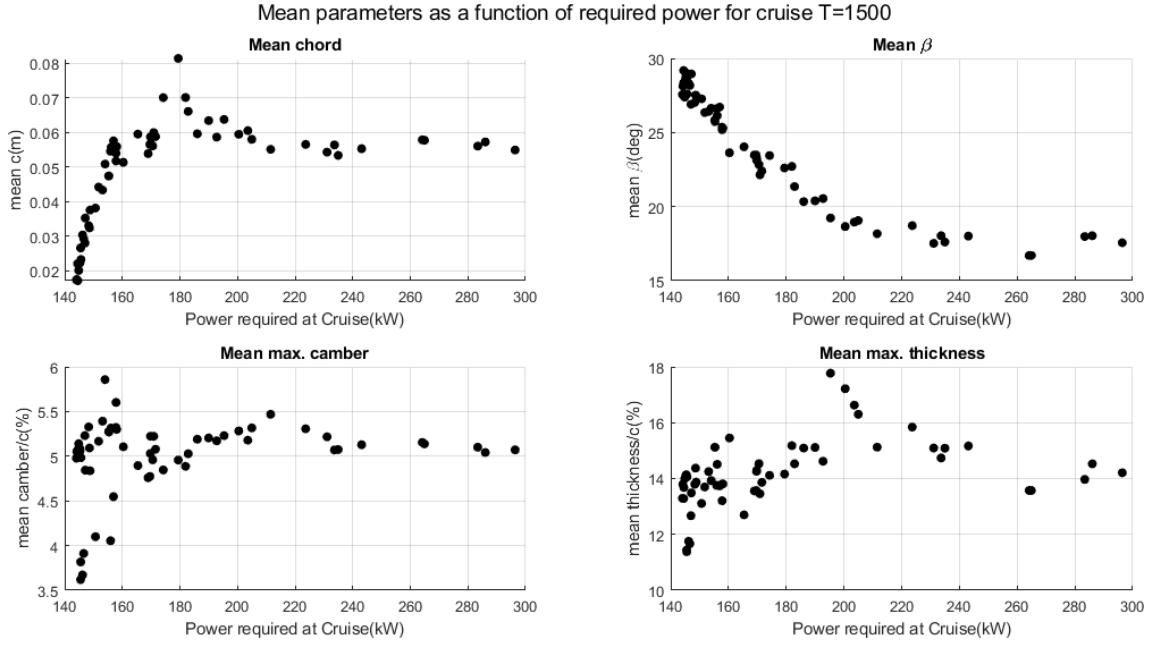 Mean parameters as a function of required power for cruise T=1500
Mean chord
mean c(m)
0.08
0.07
0.06
0.05
0.04
0.03
0.02
140 160 180 200 220 240 260 280 300
Power required at Cruise(kW)
Mean β
mean β(deg)
30
25
20
15
140 160 180 200 220 240 260 280 300
Power required at Cruise(kW)
Mean max. camber
mean camber/c(%)
6
5.5
5
4.5
4
3.5
140 160 180 200 220 240 260 280 300
Power required at Cruise(kW)
Mean max. thickness
mean thickness/c(%)
18
16
14
12
10
140 160 180 200 220 240 260 280 300
Power required at Cruise(kW)